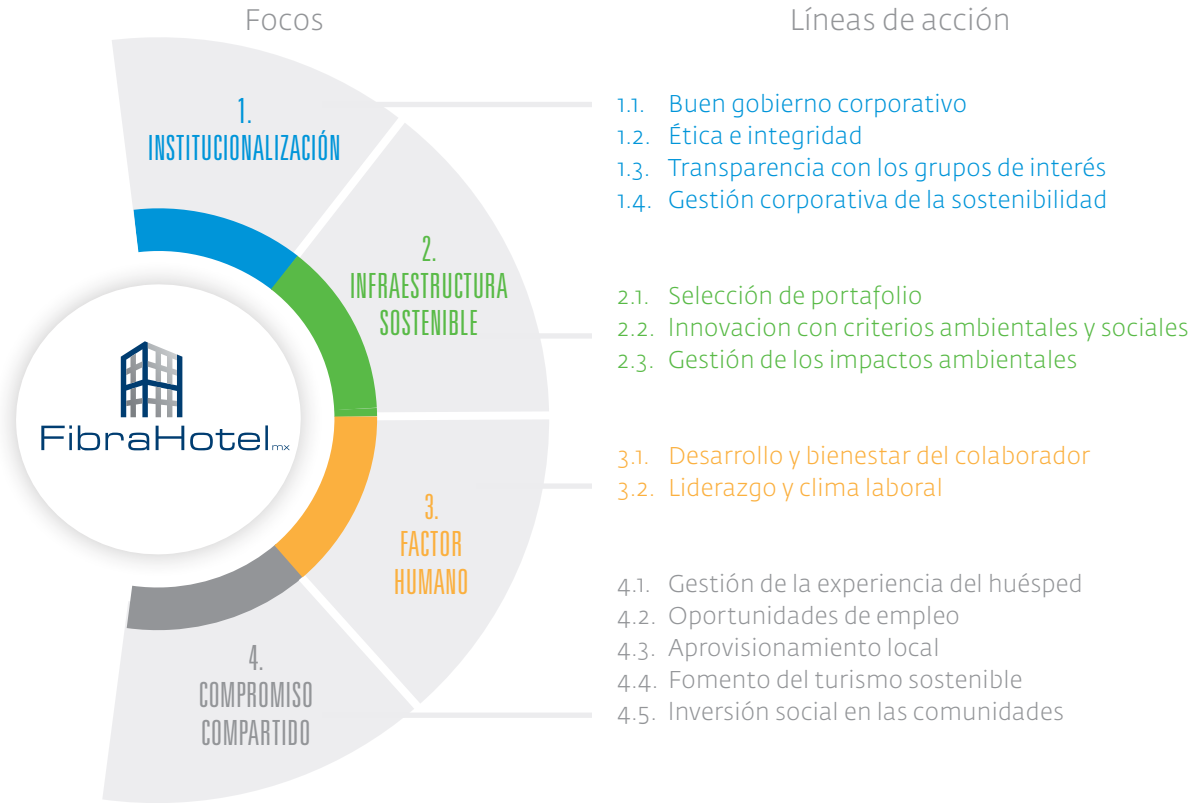 Focos
Líneas de acción
1.
INSTITUCIONALIZACIÓN
1.1. Buen gobierno corporativo
1.2. Ética e integridad
1.3. Transparencia con los grupos de interés
1.4. Gestión corporativa de la sostenibilidad
2.
INFRAESTRUCTURA
SOSTENIBLE
2.1. Selección de portafolio
2.2. Innovacion con criterios ambientales y sociales
2.3. Gestión de los impactos ambientales
FibraHotel mx
3.
FACTOR
HUMANO
3.1. Desarrollo y bienestar del colaborador
3.2. Liderazgo y clima laboral
4.
COMPROMISO
COMPARTIDO
4.1. Gestión de la experiencia del huésped
4.2. Oportunidades de empleo
4.3. Aprovisionamiento local
4.4. Fomento del turismo sostenible
4.5. Inversión social en las comunidades